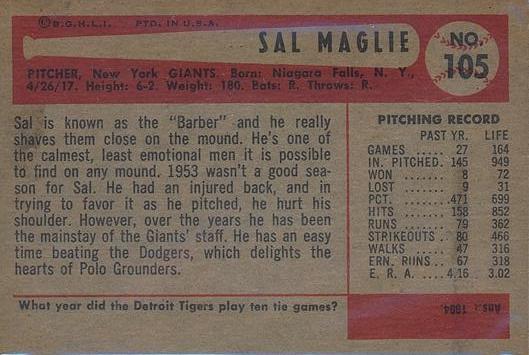 ©B.G.H.L.I. PTD. IN U.S.A.
SAL MAGLIE
NO. 105
PITCHER, New York GIANTS. Born: Niagara Falls, N. Y.,
4/26/17. Height: 6-2. Weight: 180. Bats: R. Throws: R.
Sal is known as the "Barber" and he really
shaves them close on the mound. He's one of
the calmest, least emotional men it is possible
to find on any mound. 1953 wasn't a good sea-
son for Sal. He had an injured back, and in
trying to favor it as he pitched, he hurt his
shoulder. However, over the years he has been
the mainstay of the Giants' staff. He has an easy
time beating the Dodgers, which delights the
hearts of Polo Grounders.
PITCHING RECORD
PAST YR. LIFE
GAMES ..... 27 164
IN. PITCHED. 145 949
WON ....... 8 72
LOST ....... 9 31
PCT. ...... .471 .699
HITS ...... 158 852
RUNS ..... 79 362
STRIKEOUTS .. 80 466
WALKS ..... 47 316
ERN. RUNS .. 67 318
E. R. A. .... 4.16 3.02
What year did the Detroit Tigers play ten tie games?
Ans.: 1904.